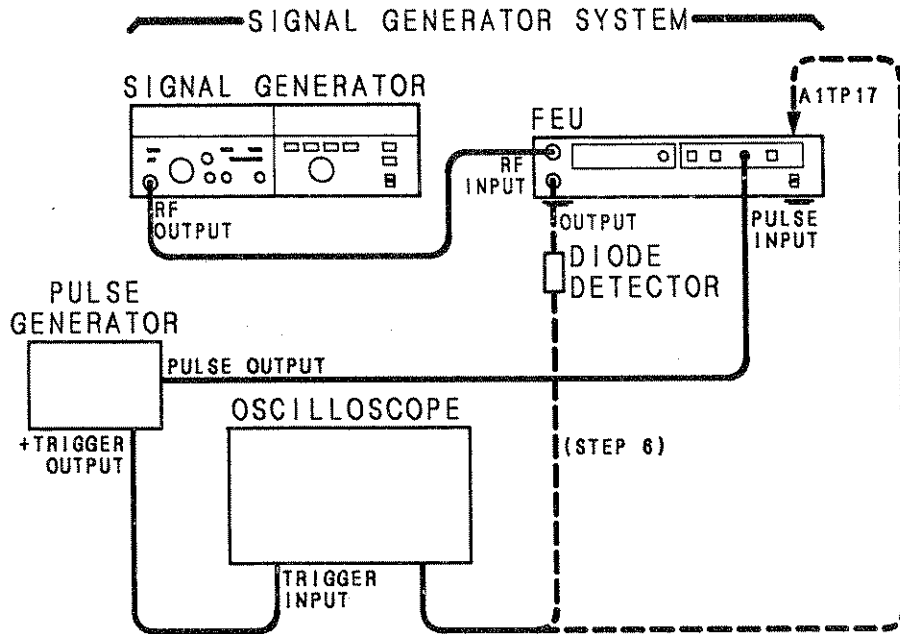 SIGNAL GENERATOR SYSTEM
SIGNAL GENERATOR
A1TP17
FEU
RF
INPUT
RF
OUTPUT
OUTPUT
PULSE
INPUT
DIODE
DETECTOR
PULSE
GENERATOR
PULSE OUTPUT
OSCILLOSCOPE
+TRIGGER
OUTPUT
(STEP 6)
TRIGGER
INPUT